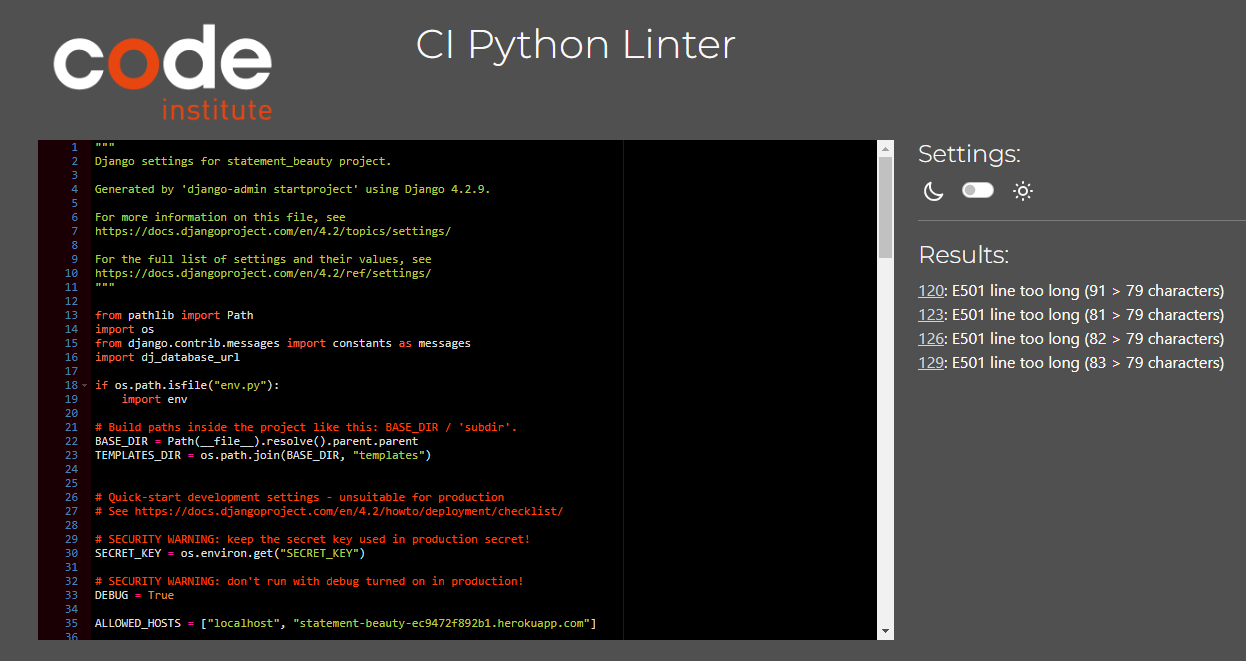 code
institute
CI Python Linter
1 """
2 Django settings for statement_beauty project.
3
4 Generated by 'django-admin startproject' using Django 4.2.9.
5
6 For more information on this file, see
7 https://docs.djangoproject.com/en/4.2/topics/settings/
8
9 For the full list of settings and their values, see
10 https://docs.djangoproject.com/en/4.2/ref/settings/
11 """
12
13 from pathlib import Path
14 import os
15 from django.contrib.messages import constants as messages
16 import dj_database_url
17
18 if os.path.isfile("env.py"):
19     import env
20
21 # Build paths inside the project like this: BASE_DIR / 'subdir'.
22 BASE_DIR = Path(__file__).resolve().parent.parent
23 TEMPLATES_DIR = os.path.join(BASE_DIR, "templates")
24
25
26 # Quick-start development settings - unsuitable for production
27 # See https://docs.djangoproject.com/en/4.2/howto/deployment/checklist/
28
29 # SECURITY WARNING: keep the secret key used in production secret!
30 SECRET_KEY = os.environ.get("SECRET_KEY")
31
32 # SECURITY WARNING: don't run with debug turned on in production!
33 DEBUG = True
34
35 ALLOWED_HOSTS = ["localhost", "statement-beauty-ec9472f892b1.herokuapp.com"]
36
Settings:
Results:
120: E501 line too long (91 > 79 characters)
123: E501 line too long (81 > 79 characters)
126: E501 line too long (82 > 79 characters)
129: E501 line too long (83 > 79 characters)